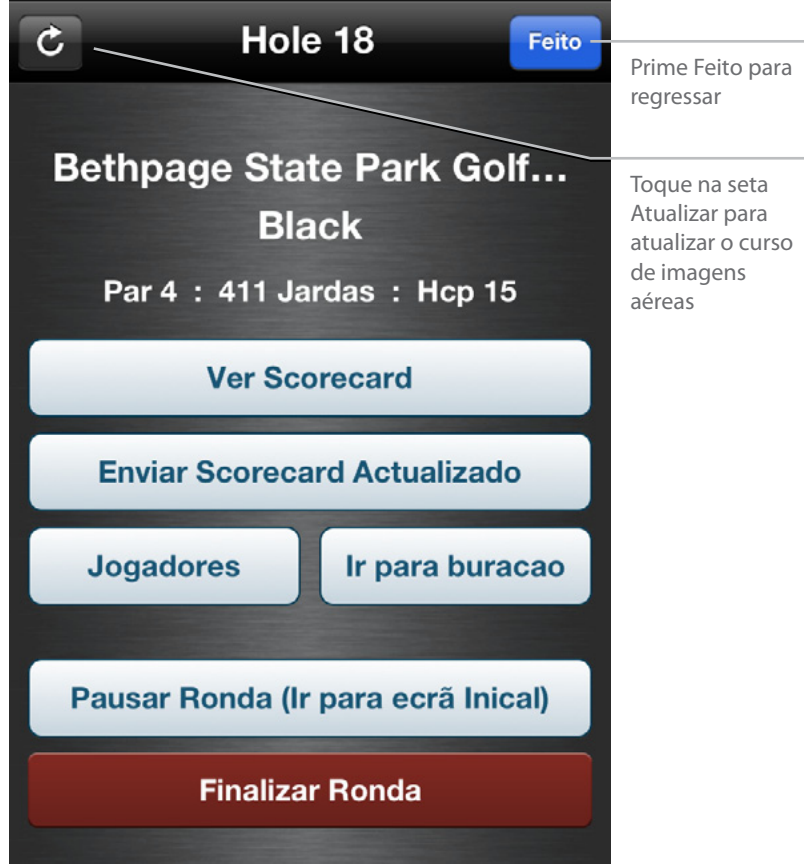 Hole 18
Feito
Prime Feito para
regressar
Bethpage State Park Golf...
Black
Toque na seta
Atualizar para
atualizar o curso
de imagens
aéreas
Par 4 : 411 Jardas : Hcp 15
Ver Scorecard
Enviar Scorecard Actualizado
Jogadores
Ir para buracao
Pausar Ronda (Ir para ecrã Inical)
Finalizar Ronda